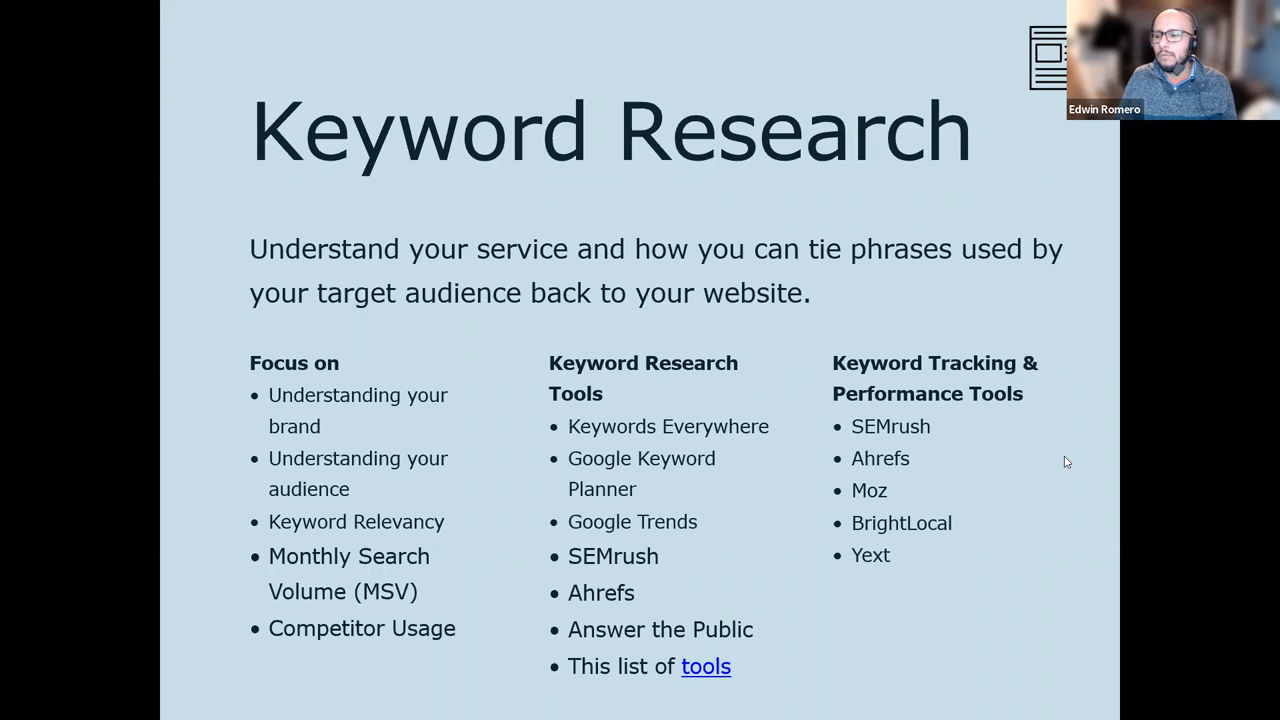 Keyword Research
Edwin Romero
Understand your service and how you can tie phrases used by
your target audience back to your website.
Focus on
• Understanding your
brand
• Understanding your
audience
• Keyword Relevancy
• Monthly Search
Volume (MSV)
• Competitor Usage
Keyword Research
Tools
• Keywords Everywhere
• Google Keyword
Planner
• Google Trends
• SEMrush
• Ahrefs
• Answer the Public
• This list of tools
Keyword Tracking &
Performance Tools
• SEMrush
• Ahrefs
• Moz
• BrightLocal
• Yext